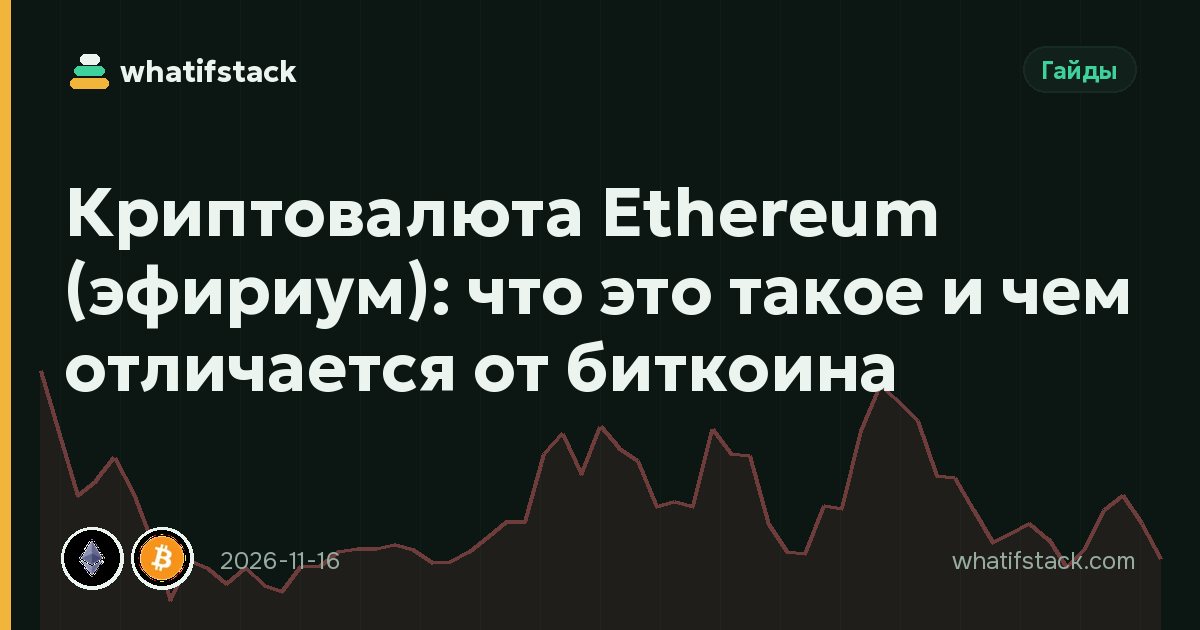 whatifstack
Гайды
Криптовалюта Ethereum
(эфириум): что это такое и чем
отличается от биткоина
2026-11-16
whatifstack.com